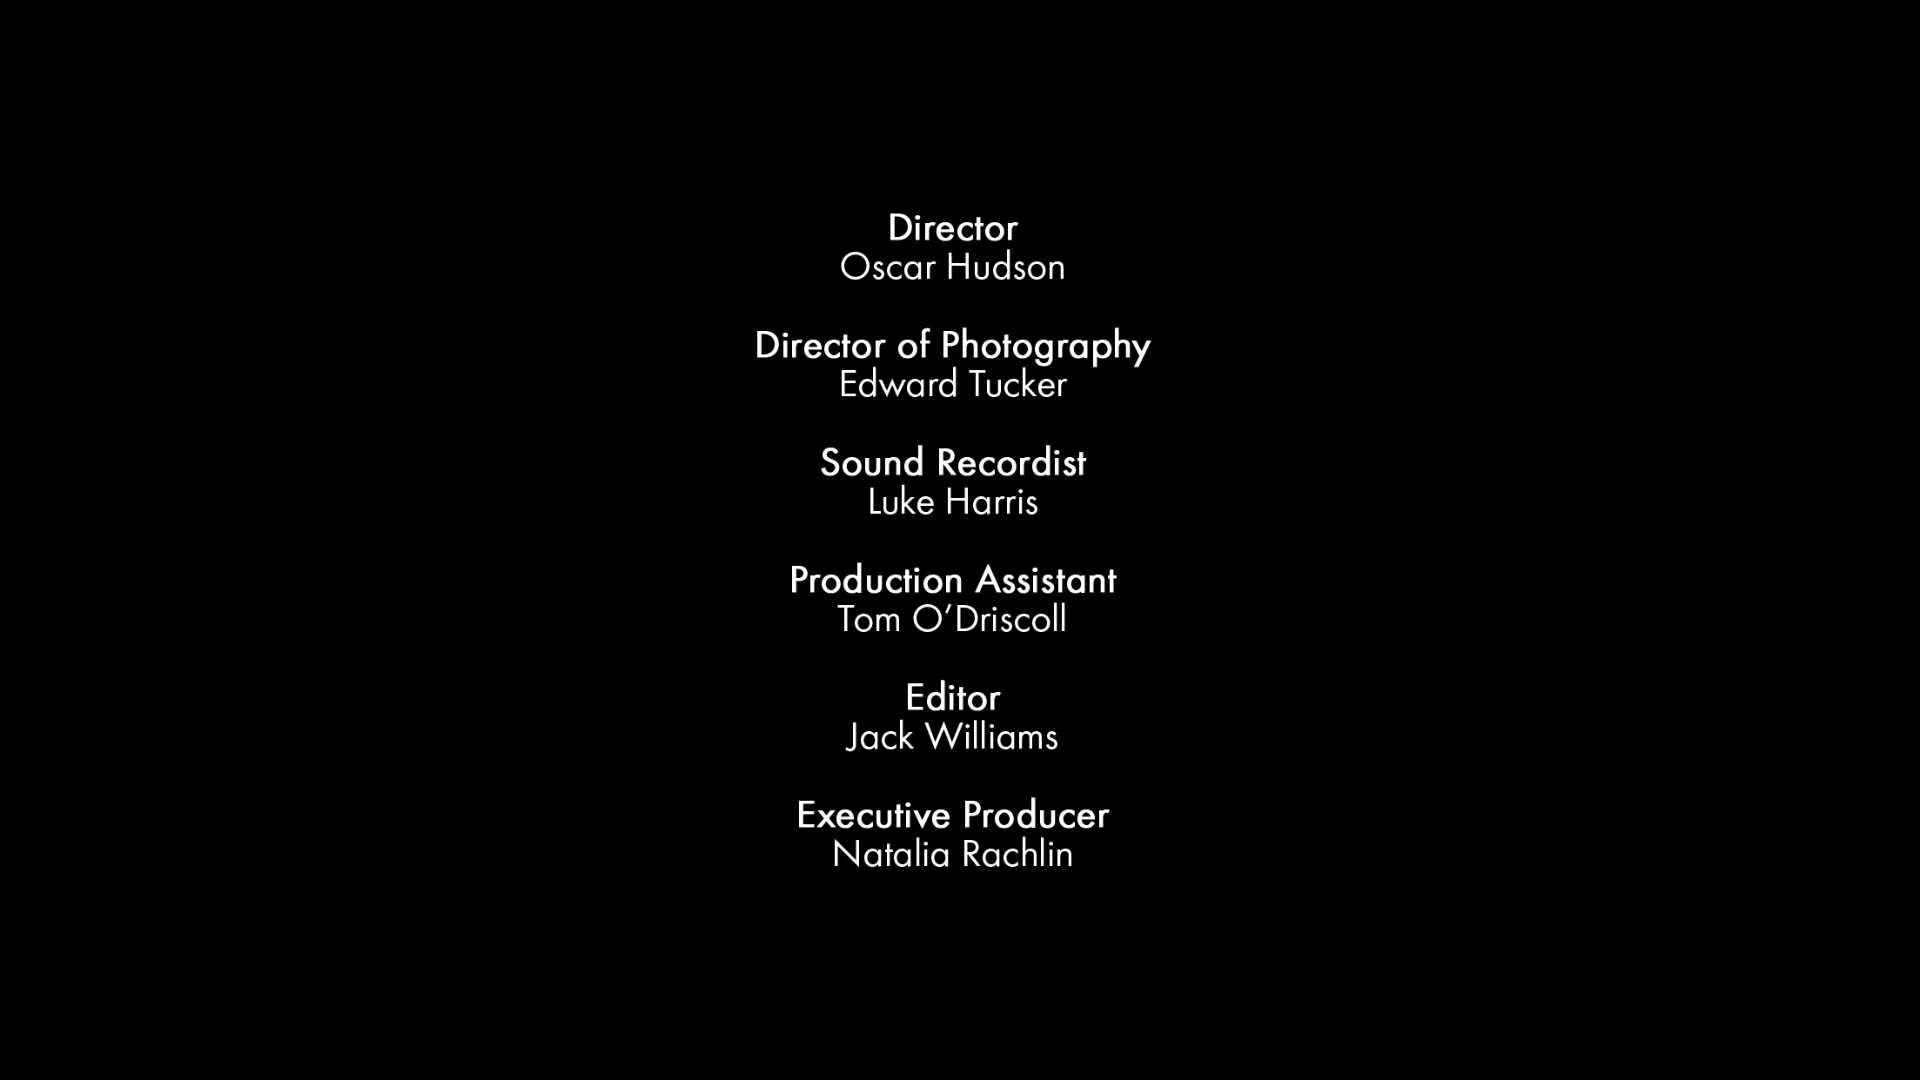 Director
Oscar Hudson
Director of Photography
Edward Tucker
Sound Recordist
Luke Harris
Production Assistant
Tom O’Driscoll
Editor
Jack Williams
Executive Producer
Natalia Rachlin